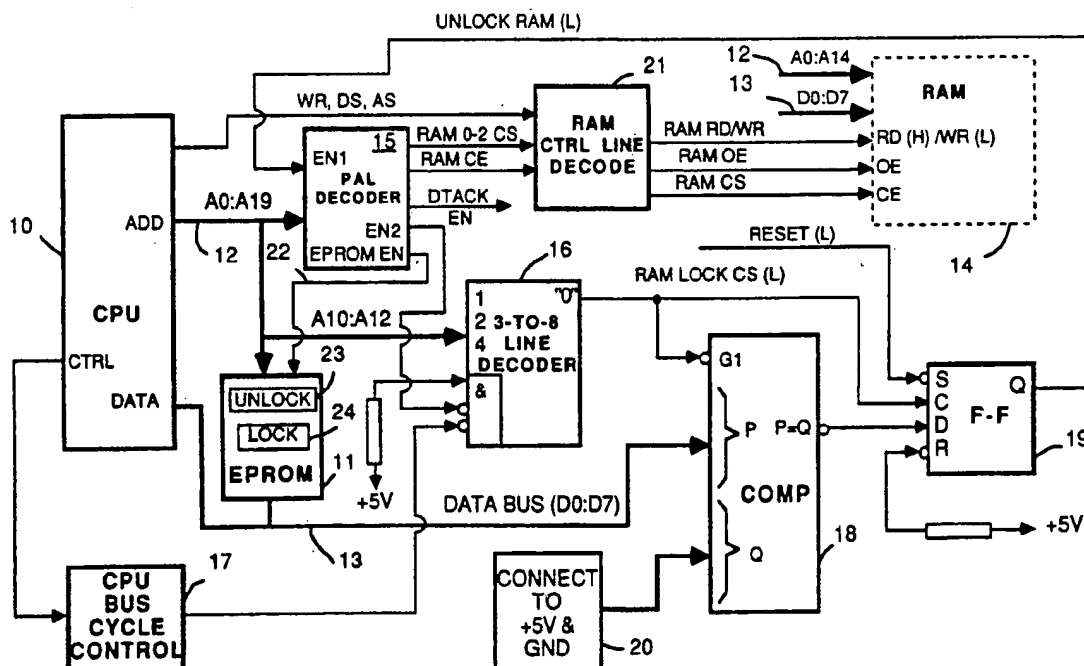 UNLOCK RAM (L)
12
A0:A14
13
D0:D7
RAM
RD (H) /WR (L)
OE
CE
14
21
WR, DS, AS
RAM
CTRL LINE
DECODE
RAM RD/WR
RAM OE
RAM CS
15
EN1
PAL
DECODER
EN2
EPROM EN
RAM 0-2 CS
RAM CE
DTACK
EN
10
ADD
CPU
CTRL
DATA
A0:A19
12
22
A10:A12
16
1
2
4
&
"0"
3-TO-8
LINE
DECODER
RESET (L)
RAM LOCK CS (L)
23
UNLOCK
24
LOCK
EPROM
11
+5V
G1
P
P=Q
COMP
Q
18
S
C
D
R
Q
F-F
19
+5V
DATA BUS (D0:D7)
13
17
CPU
BUS
CYCLE
CONTROL
CONNECT
TO
+5V &
GND
20